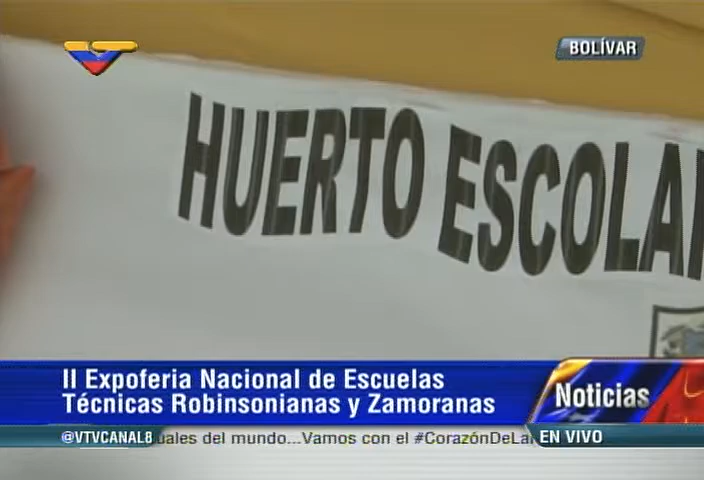 BOLÍVAR
HUERTO ESCOLAR
II Expoferia Nacional de Escuelas
Técnicas Robinsonianas y Zamoranas
Noticias
@VTVCANAL8
uales del mundo...Vamos con el #CorazónDeLa
EN VIVO